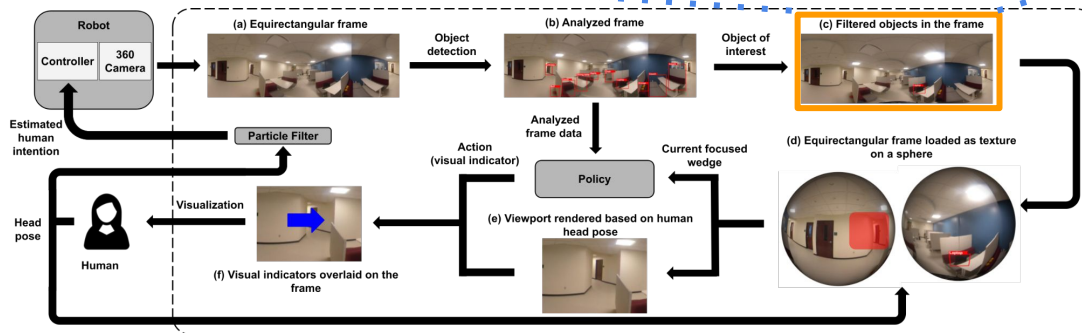 Robot
Controller
360
Camera
(a) Equirectangular frame
Object
detection
(b) Analyzed frame
Object of
interest
(c) Filtered objects in the frame
Estimated
human
intention
Particle Filter
Analyzed
frame data
Action
(visual indicator)
Policy
Current focused
wedge
(d) Equirectangular frame loaded as texture
on a sphere
Head
pose
Human
Visualization
(e) Viewport rendered based on human
head pose
(f) Visual indicators overlaid on the
frame